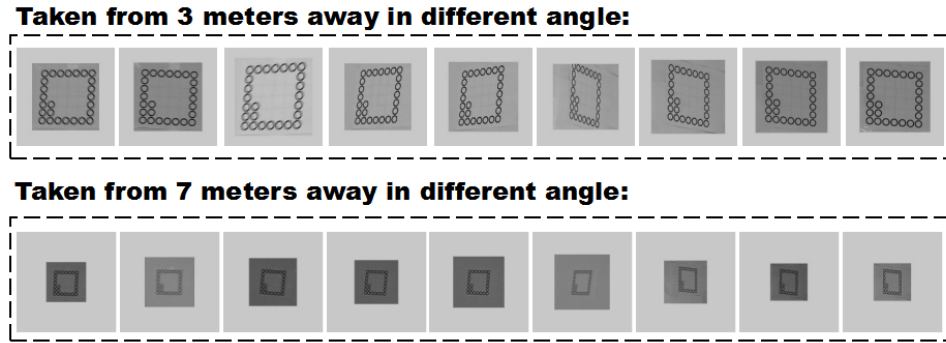 Taken from 3 meters away in different angle:
Taken from 7 meters away in different angle: